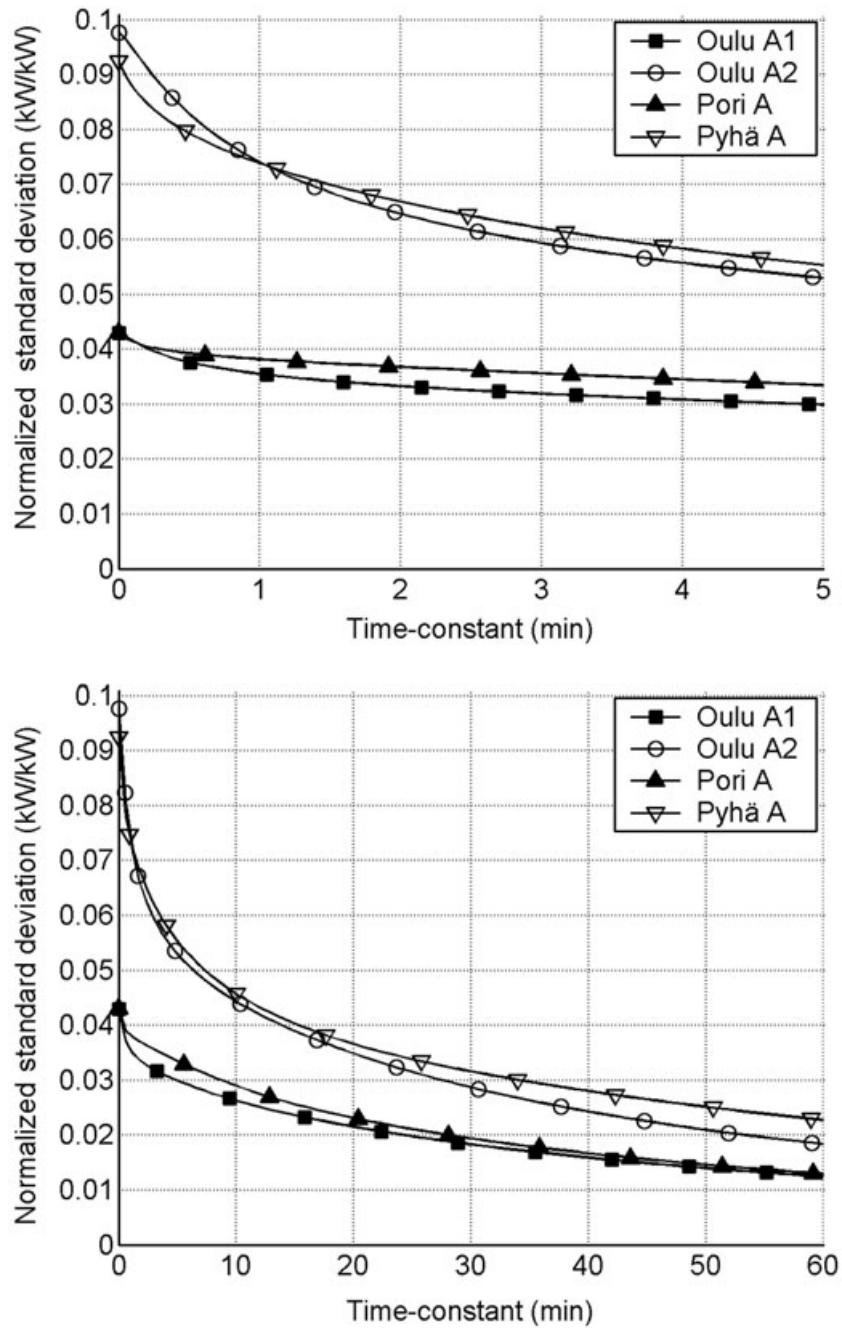 Normalized standard deviation (kW/kW)
0.1
0.09
0.08
0.07
0.06
0.05
0.04
0.03
0.02
0.01
0
Oulu A1
Oulu A2
Pori A
Pyhä A
0 1 2 3 4 5
Time-constant (min)
Normalized standard deviation (kW/kW)
0.1
0.09
0.08
0.07
0.06
0.05
0.04
0.03
0.02
0.01
0
Oulu A1
Oulu A2
Pori A
Pyhä A
0 10 20 30 40 50 60
Time-constant (min)